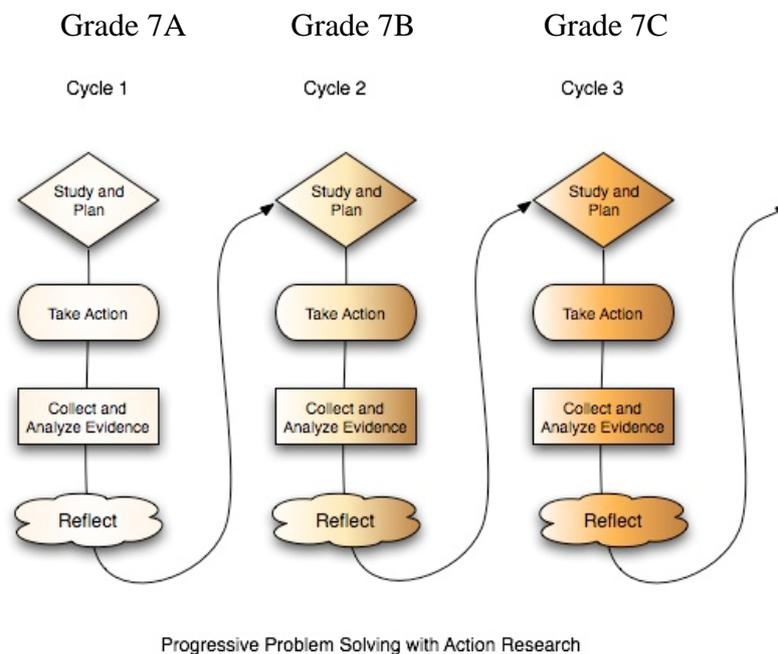 Grade 7A
Grade 7B
Grade 7C
Cycle 1
Cycle 2
Cycle 3
Study and
Plan
Take Action
Collect and
Analyze Evidence
Reflect
Study and
Plan
Take Action
Collect and
Analyze Evidence
Reflect
Study and
Plan
Take Action
Collect and
Analyze Evidence
Reflect
Progressive Problem Solving with Action Research